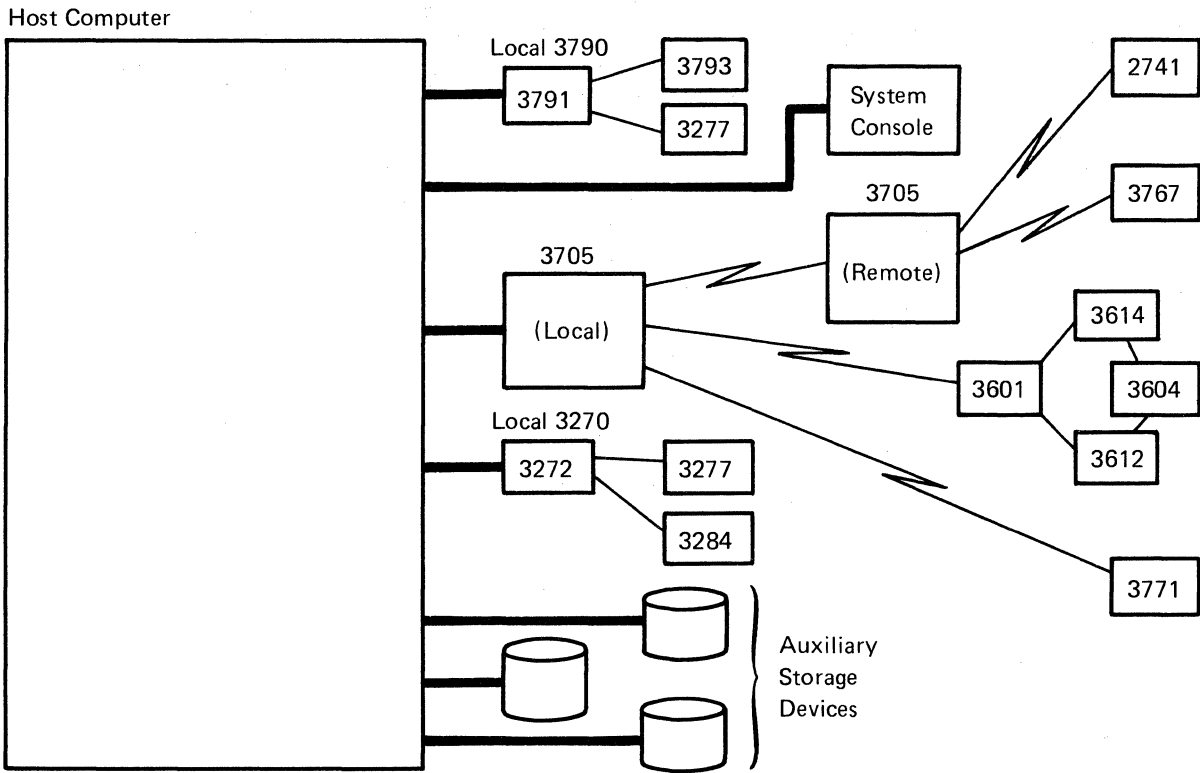 Host Computer
Local 3790
3791
3793
3277
System
Console
2741
3767
3705
(Remote)
3705
(Local)
3614
3601
3604
3612
Local 3270
3272
3277
3284
3771
Auxiliary
Storage
Devices